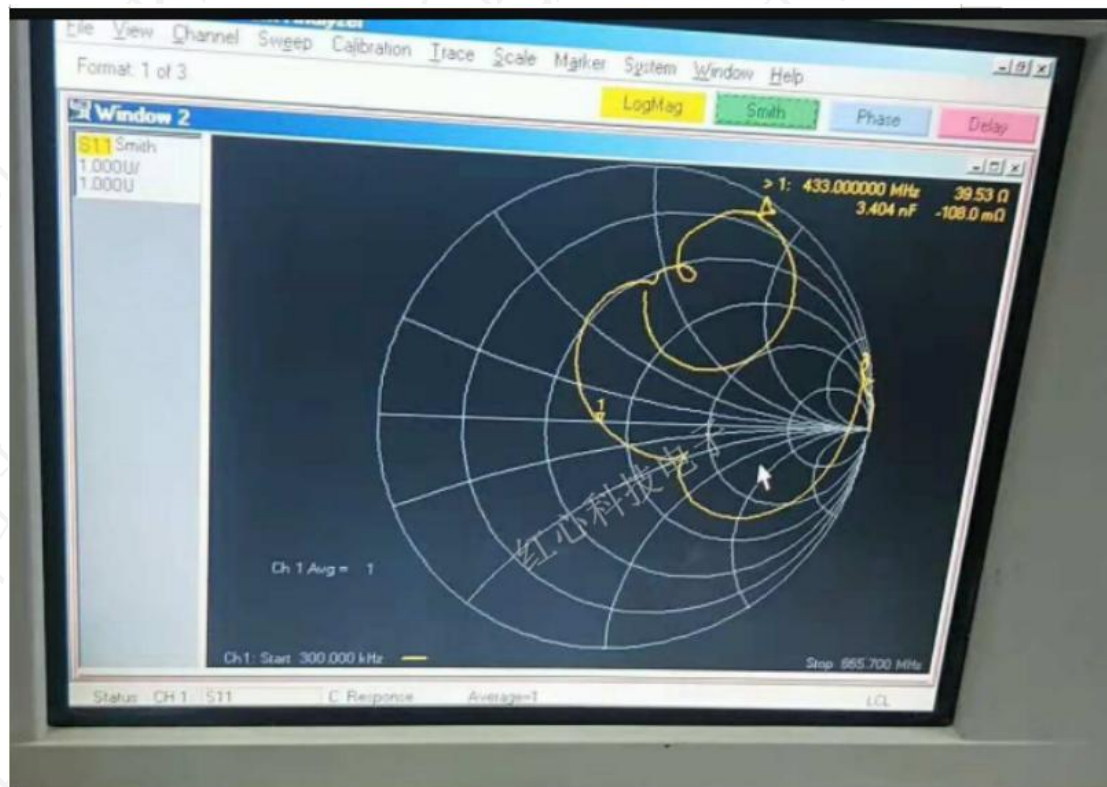 Analyzer
File View Channel Sweep Calibration Trace Scale Marker System Window Help
Format: 1 of 3
LogMag Smith Phase Delay
Window 2
S11 Smith
1.000U/
1.000U
> 1: 433.000000 MHz 39.53 Ω
3.404 nF -108.0 mΩ
1
红心科技电子
Ch 1 Avg = 1
Ch1: Start 300.000 kHz
Stop 865.700 MHz
Status CH 1 S11 C Response Average=1 LCL